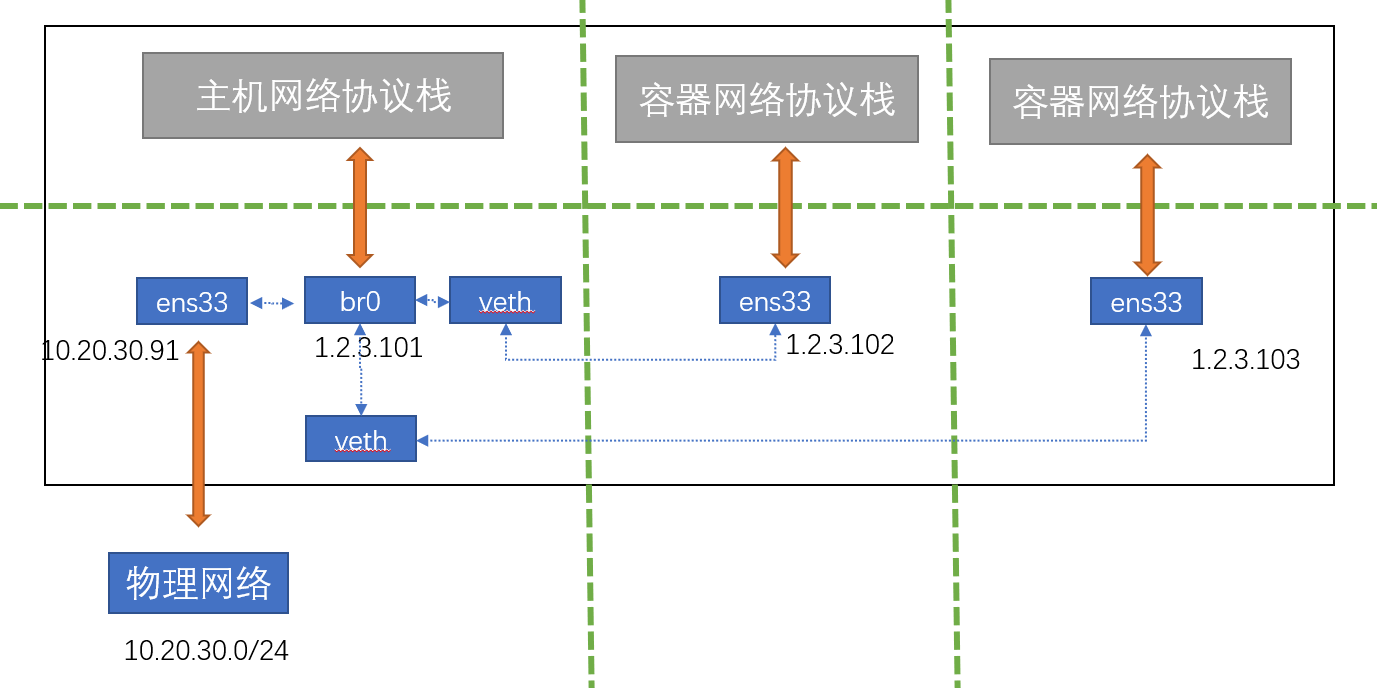 主机网络协议栈
容器网络协议栈
容器网络协议栈
ens33
br0
veth
ens33
ens33
10.20.30.91
1.2.3.101
1.2.3.102
1.2.3.103
veth
物理网络
10.20.30.0/24